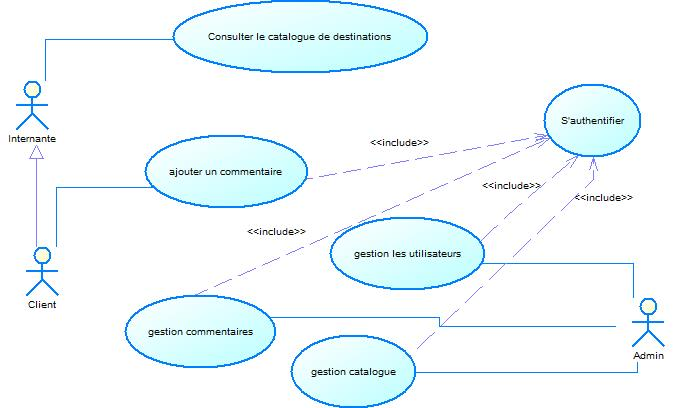 Consulter le catalogue de destinations
Internante
S'authentifier
<<include>>
ajouter un commentaire
<<include>>
<<include>>
<<include>>
gestion les utilisateurs
Client
gestion commentaires
Admin
gestion catalogue